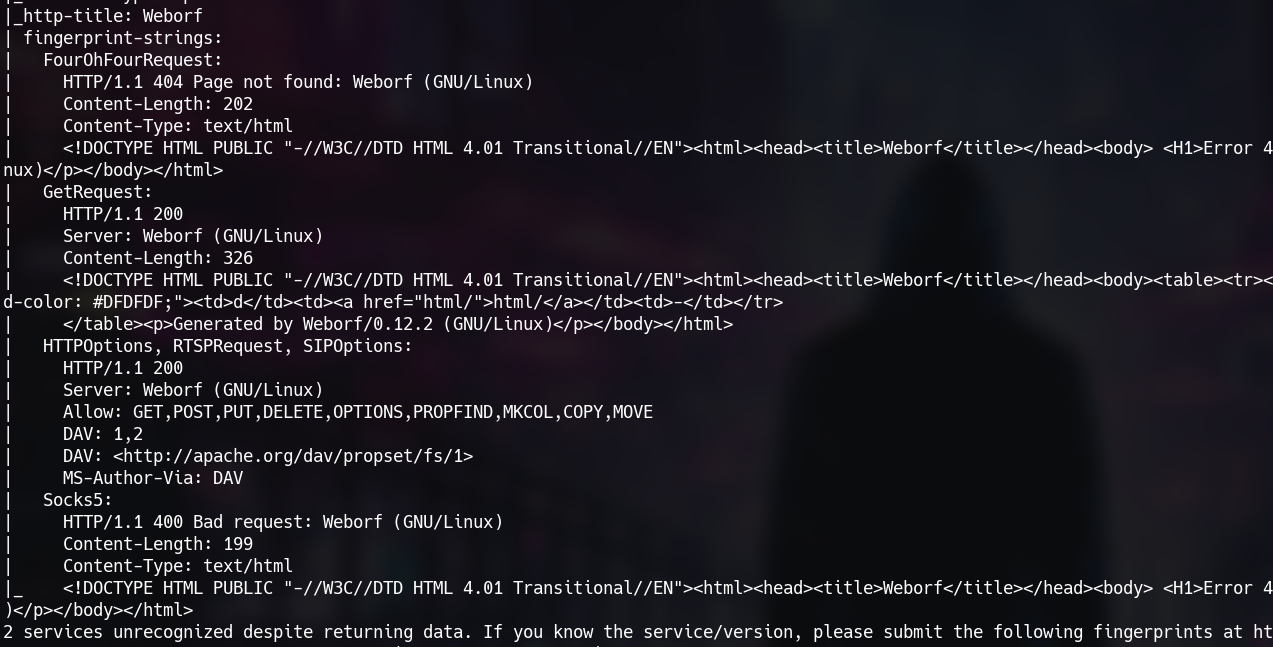 |_http-title: Weborf
| fingerprint-strings:
|   FourOhFourRequest:
|     HTTP/1.1 404 Page not found: Weborf (GNU/Linux)
|     Content-Length: 202
|     Content-Type: text/html
|     <!DOCTYPE HTML PUBLIC "-//W3C//DTD HTML 4.01 Transitional//EN"><html><head><title>Weborf</title></head><body> <H1>Error 4
nux)</p></body></html>
|   GetRequest:
|     HTTP/1.1 200
|     Server: Weborf (GNU/Linux)
|     Content-Length: 326
|     <!DOCTYPE HTML PUBLIC "-//W3C//DTD HTML 4.01 Transitional//EN"><html><head><title>Weborf</title></head><body><table><tr><
d-color: #DFDFDF;"><td>d</td><td><a href="html/">html/</a></td><td>-</td></tr>
|     </table><p>Generated by Weborf/0.12.2 (GNU/Linux)</p></body></html>
|   HTTPOptions, RTSPRequest, SIPOptions:
|     HTTP/1.1 200
|     Server: Weborf (GNU/Linux)
|     Allow: GET,POST,PUT,DELETE,OPTIONS,PROPFIND,MKCOL,COPY,MOVE
|     DAV: 1,2
|     DAV: <http://apache.org/dav/propset/fs/1>
|     MS-Author-Via: DAV
|   Socks5:
|     HTTP/1.1 400 Bad request: Weborf (GNU/Linux)
|     Content-Length: 199
|     Content-Type: text/html
|_    <!DOCTYPE HTML PUBLIC "-//W3C//DTD HTML 4.01 Transitional//EN"><html><head><title>Weborf</title></head><body> <H1>Error 4
)</p></body></html>
2 services unrecognized despite returning data. If you know the service/version, please submit the following fingerprints at ht